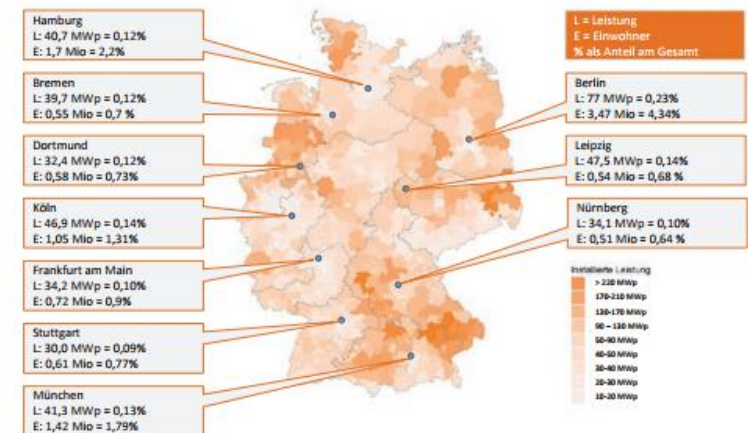 Hamburg
L: 40,7 MWp = 0,12%
E: 1,7 Mio = 2,2%
Bremen
L: 39,7 MWp = 0,12%
E: 0,55 Mio = 0,7 %
Dortmund
L: 32,4 MWp = 0,12%
E: 0,58 Mio = 0,73%
Köln
L: 46,9 MWp = 0,14%
E: 1,05 Mio = 1,31%
Frankfurt am Main
L: 34,2 MWp = 0,10%
E: 0,72 Mio = 0,9%
Stuttgart
L: 30,0 MWp = 0,09%
E: 0,61 Mio = 0,77%
München
L: 41,3 MWp = 0,13%
E: 1,42 Mio = 1,79%
L = Leistung
E = Einwohner
% als Anteil am Gesamt
Berlin
L: 77 MWp = 0,23%
E: 3,47 Mio = 4,34%
Leipzig
L: 47,5 MWp = 0,14%
E: 0,54 Mio = 0,68 %
Nürnberg
L: 34,1 MWp = 0,10%
E: 0,51 Mio = 0,64 %
Installierte Leistung
> 220 MWp
170-210 MWp
130-170 MWp
90 – 130 MWp
50-90 MWp
40-50 MWp
30-40 MWp
20-30 MWp
10-20 MWp